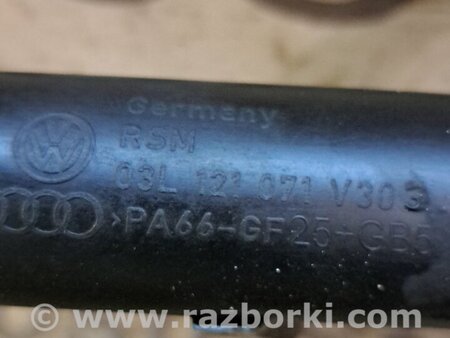 Germany
RSM
03L 121 071 V303
>PA66-GF25-GB5
© www.razborki.com